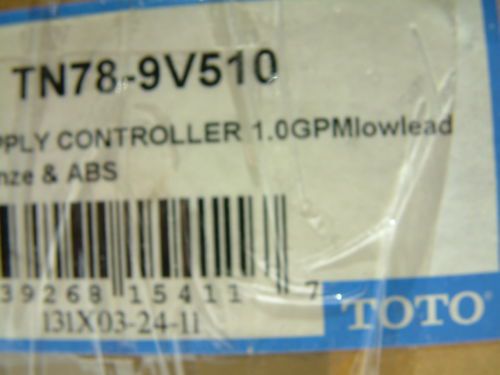 TN78-9V510
PPLY CONTROLLER 1.0GPMlowlead
nze & ABS
39268 15411 7
131X03-24-11
TOTO